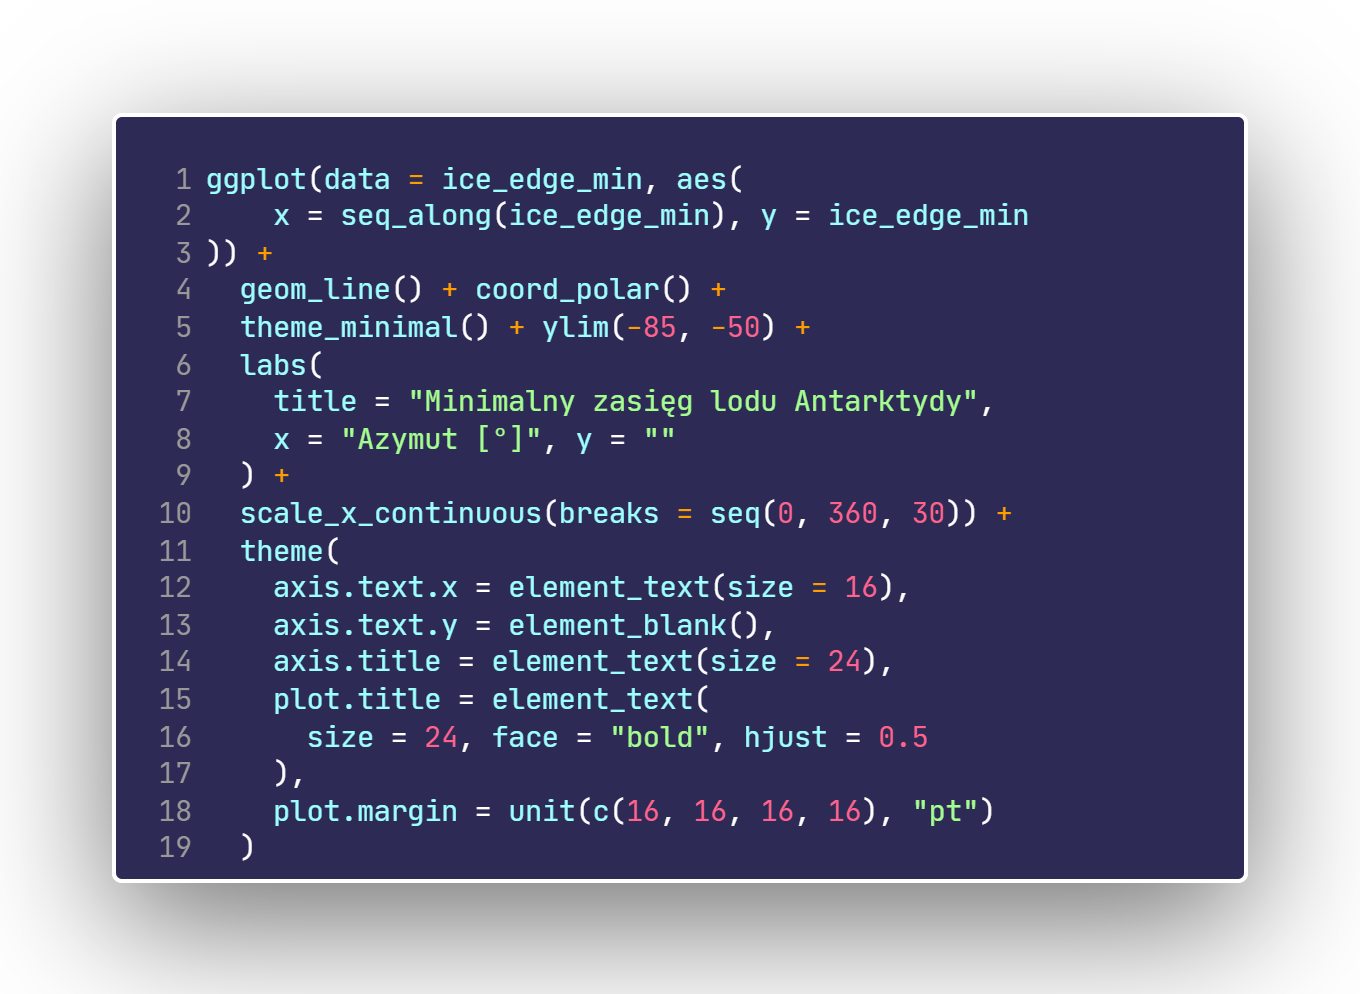 1 ggplot(data = ice_edge_min, aes(
2     x = seq_along(ice_edge_min), y = ice_edge_min
3 )) +
4   geom_line() + coord_polar() +
5   theme_minimal() + ylim(-85, -50) +
6   labs(
7     title = "Minimalny zasięg lodu Antarktydy",
8     x = "Azymut [°]", y = ""
9   ) +
10   scale_x_continuous(breaks = seq(0, 360, 30)) +
11   theme(
12     axis.text.x = element_text(size = 16),
13     axis.text.y = element_blank(),
14     axis.title = element_text(size = 24),
15     plot.title = element_text(
16       size = 24, face = "bold", hjust = 0.5
17     ),
18     plot.margin = unit(c(16, 16, 16, 16), "pt")
19   )